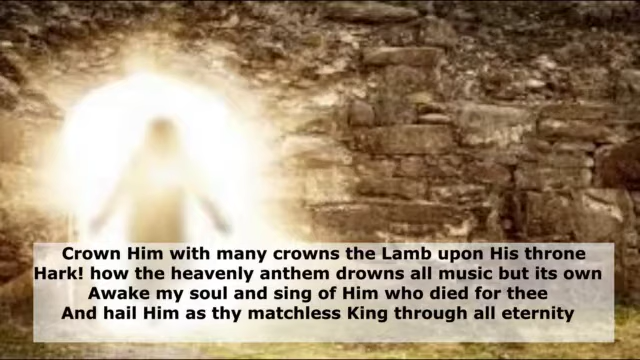 Crown Him with many crowns the Lamb upon His throne
Hark! how the heavenly anthem drowns all music but its own
Awake my soul and sing of Him who died for thee
And hail Him as thy matchless King through all eternity